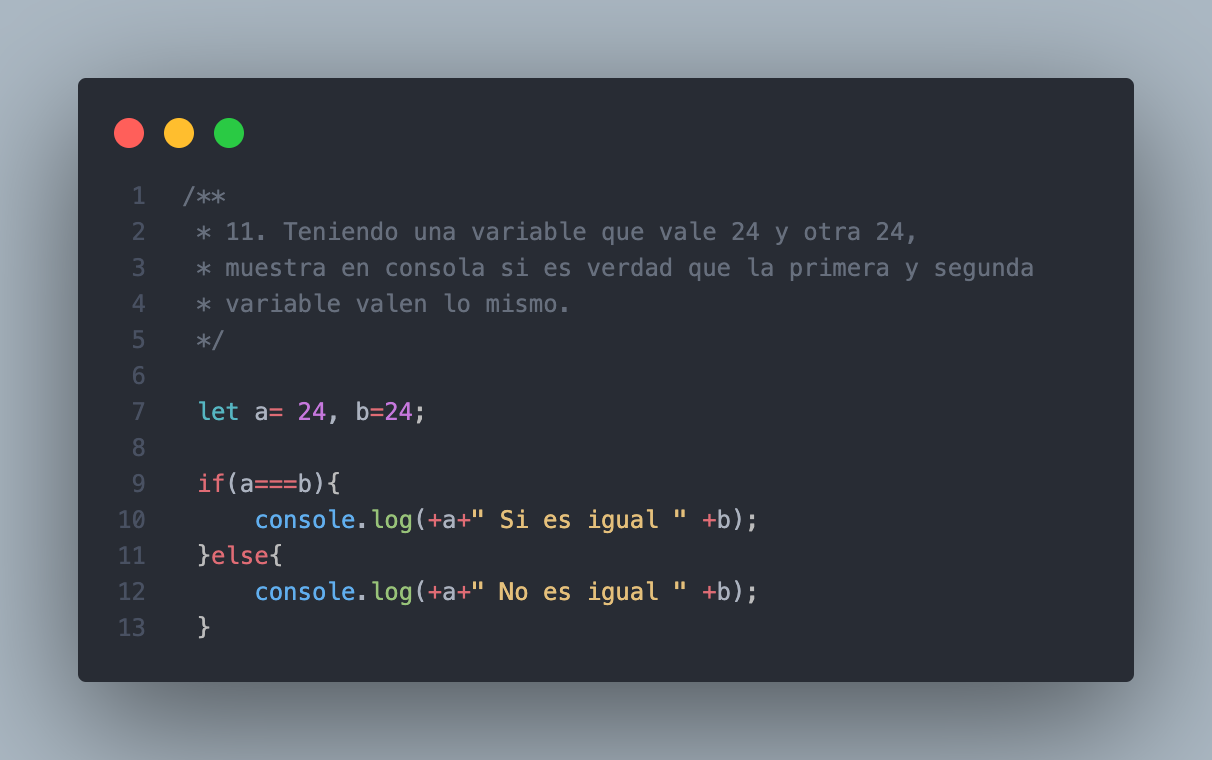 1 /**
2  * 11. Teniendo una variable que vale 24 y otra 24,
3  * muestra en consola si es verdad que la primera y segunda
4  * variable valen lo mismo.
5  */
6
7  let a= 24, b=24;
8
9  if(a===b){
10     console.log(+a+" Si es igual " +b);
11 }else{
12     console.log(+a+" No es igual " +b);
13 }